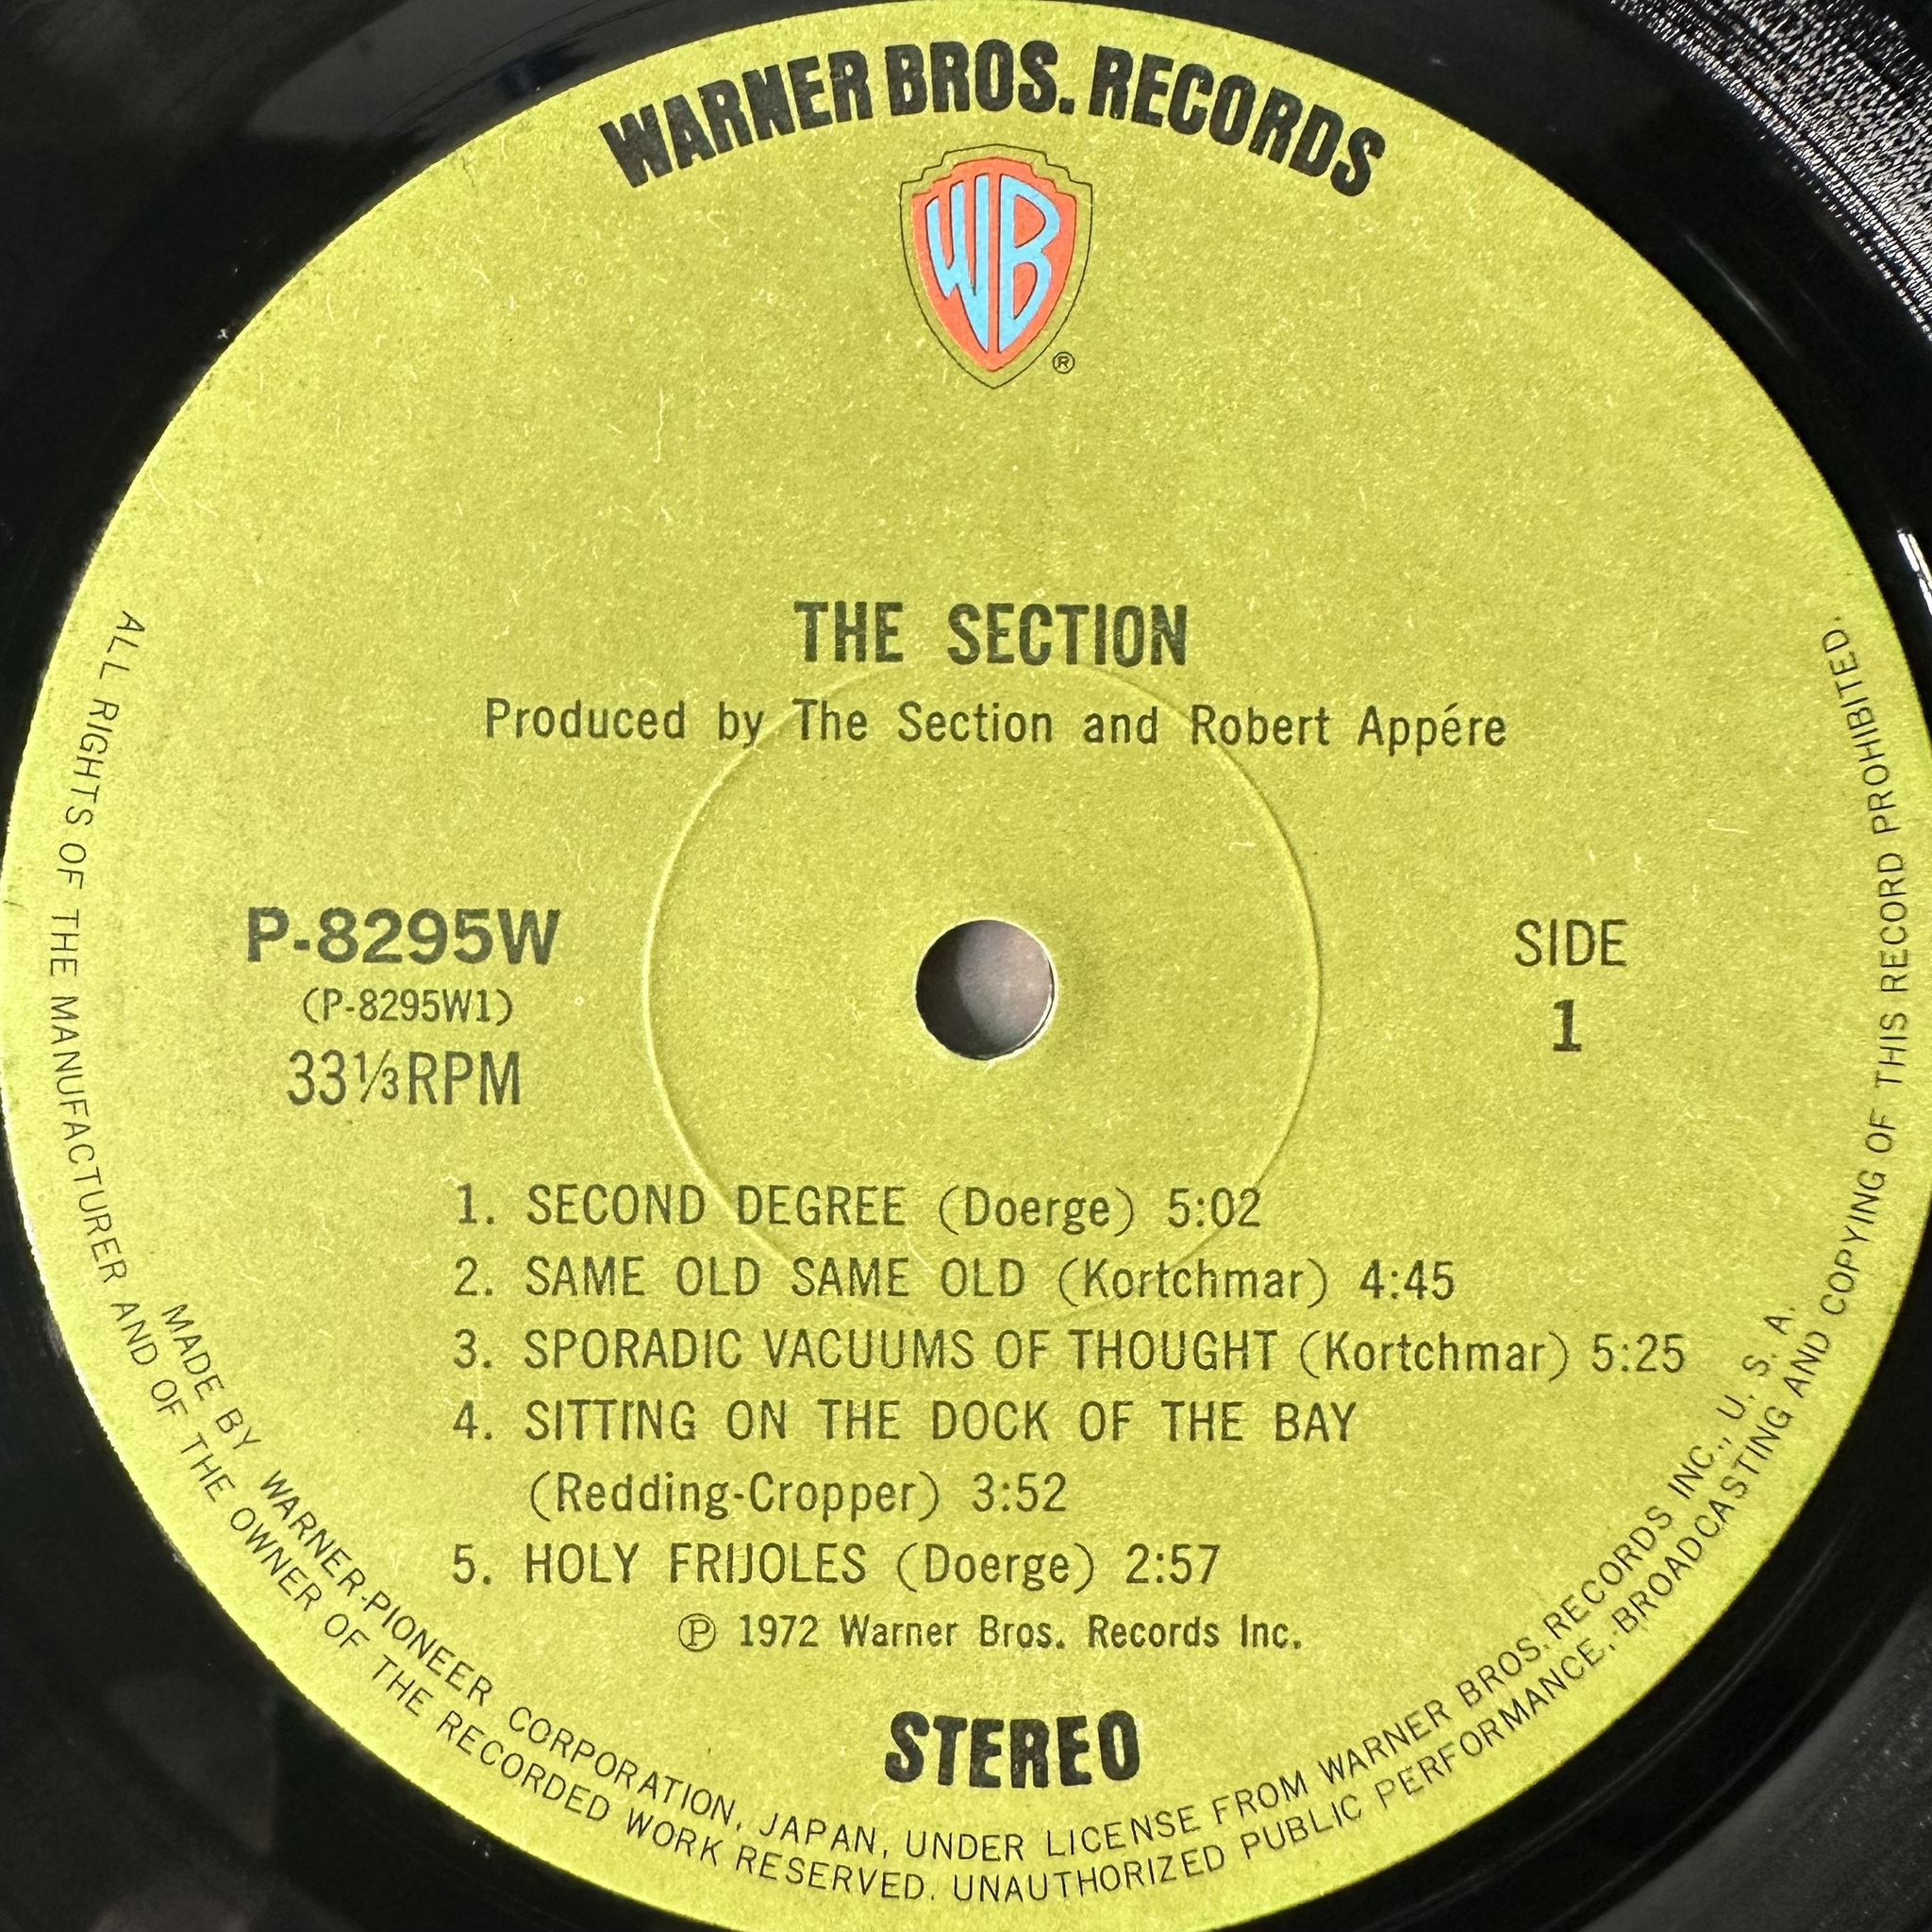 WARNER BROS. RECORDS
WB
®
THE SECTION
Produced by The Section and Robert Appére
P-8295W
(P-8295W1)
33⅓RPM
SIDE
1
1. SECOND DEGREE (Doerge) 5:02
2. SAME OLD SAME OLD (Kortchmar) 4:45
3. SPORADIC VACUUMS OF THOUGHT (Kortchmar) 5:25
4. SITTING ON THE DOCK OF THE BAY
(Redding-Cropper) 3:52
5. HOLY FRIJOLES (Doerge) 2:57
Ⓟ 1972 Warner Bros. Records Inc.
STEREO
MADE BY WARNER-PIONEER CORPORATION, JAPAN, UNDER LICENSE FROM WARNER BROS. RECORDS INC., U. S. A.
ALL RIGHTS OF THE MANUFACTURER AND OF THE OWNER OF THE RECORDED WORK RESERVED. UNAUTHORIZED PUBLIC PERFORMANCE, BROADCASTING AND COPYING OF THIS RECORD PROHIBITED.